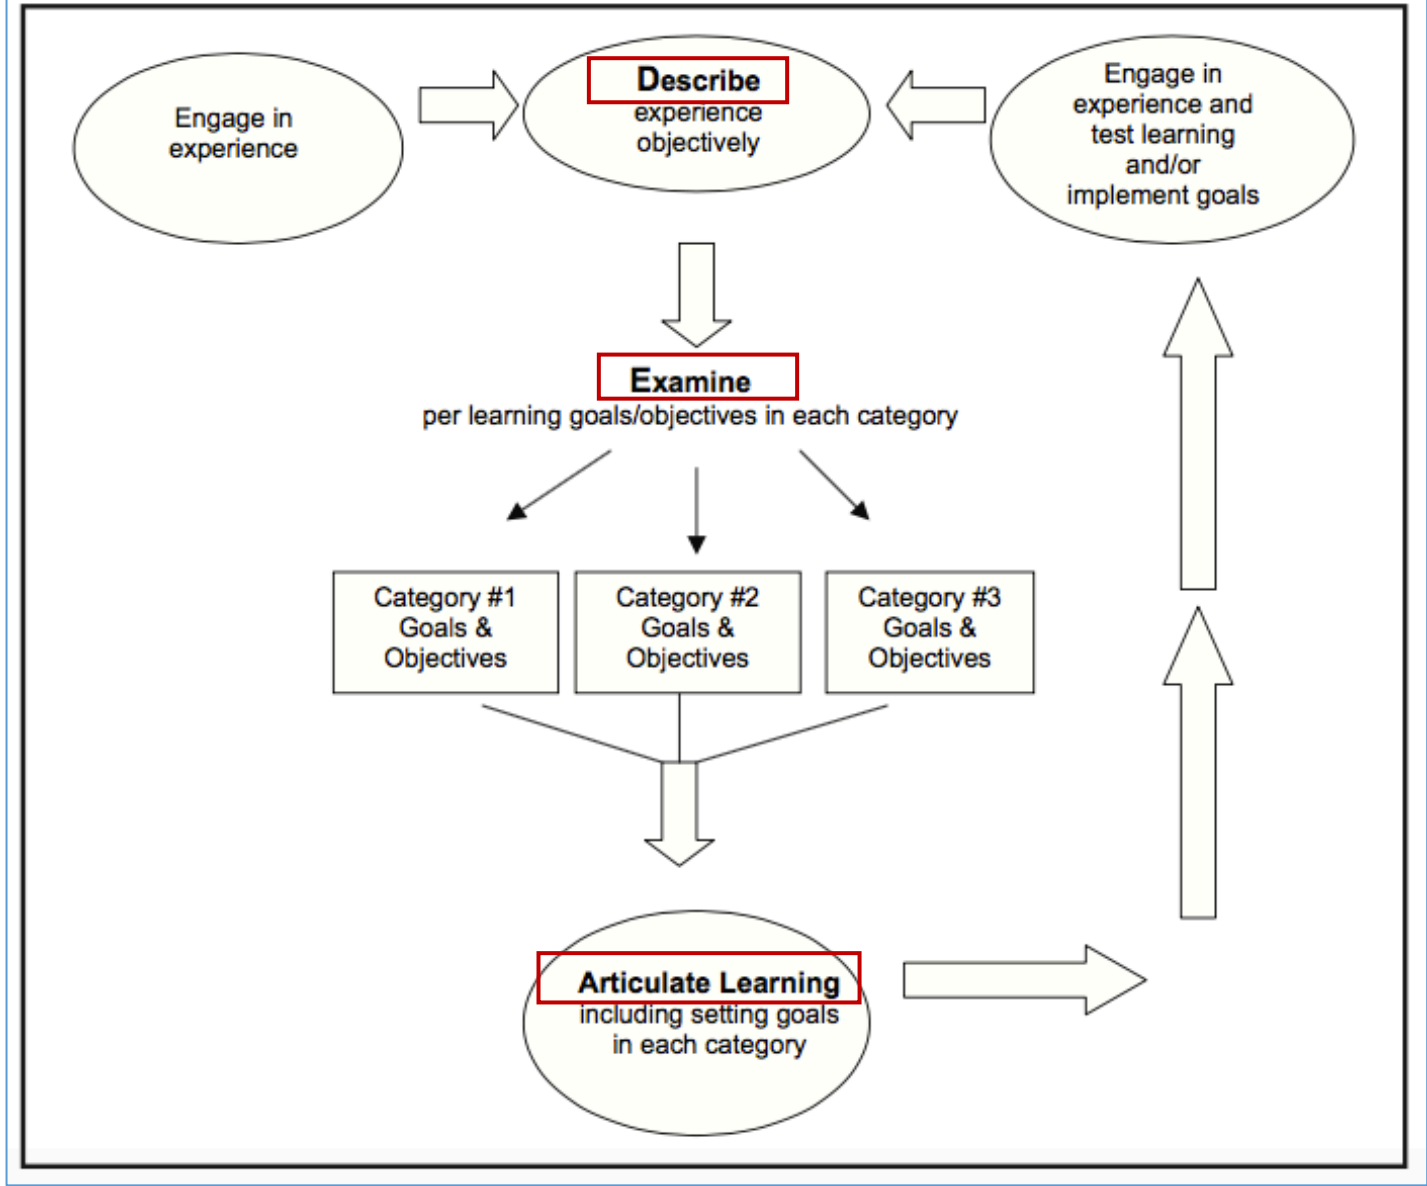 Engage in
experience
Describe
experience
objectively
Engage in
experience and
test learning
and/or
implement goals
Examine
per learning goals/objectives in each category
Category #1
Goals &
Objectives
Category #2
Goals &
Objectives
Category #3
Goals &
Objectives
Articulate Learning
including setting goals
in each category